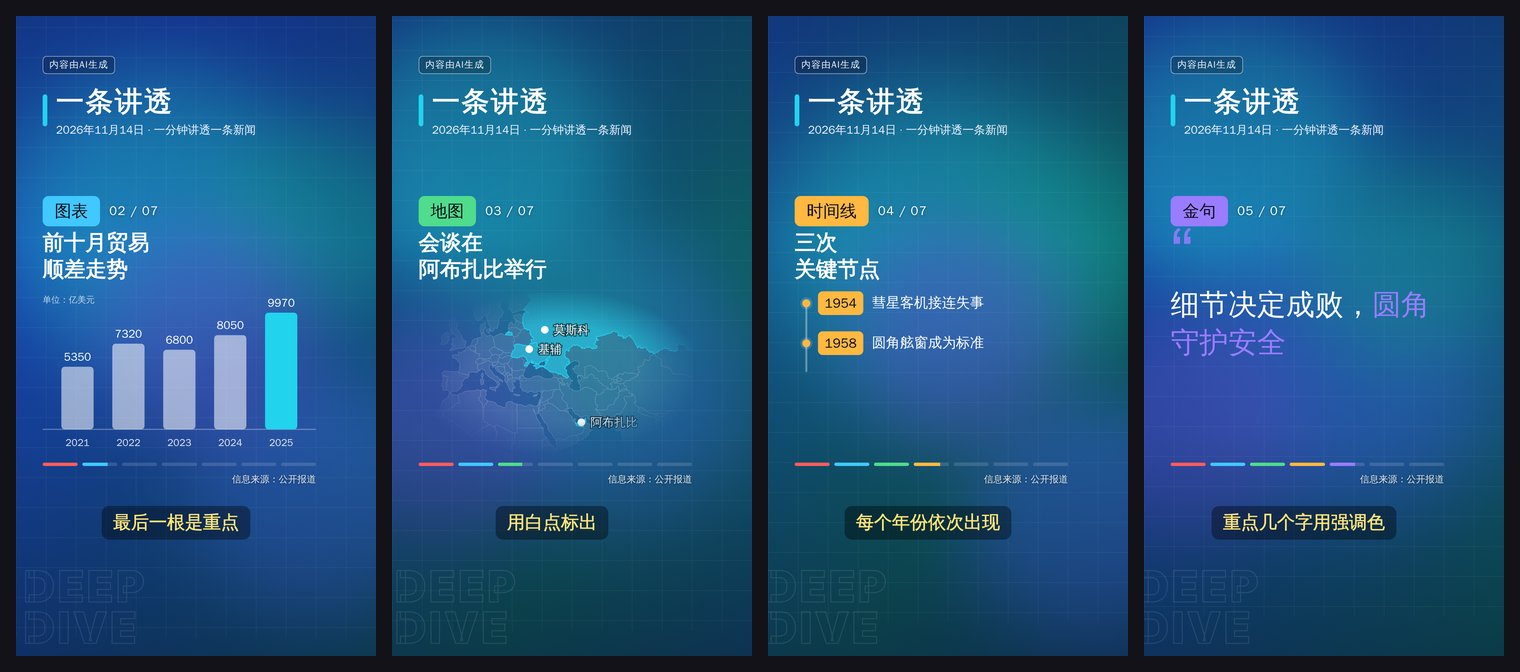 内容由AI生成
一条讲透
2026年11月14日 · 一分钟讲透一条新闻
图表 02 / 07
前十月贸易
顺差走势
单位：亿美元
5350
7320
6800
8050
9970
2021
2022
2023
2024
2025
信息来源：公开报道
最后一根是重点
DEEP
DIVE
内容由AI生成
一条讲透
2026年11月14日 · 一分钟讲透一条新闻
地图 03 / 07
会谈在
阿布扎比举行
莫斯科
基辅
阿布扎比
信息来源：公开报道
用白点标出
DEEP
DIVE
内容由AI生成
一条讲透
2026年11月14日 · 一分钟讲透一条新闻
时间线 04 / 07
三次
关键节点
1954 彗星客机接连失事
1958 圆角舷窗成为标准
信息来源：公开报道
每个年份依次出现
DEEP
DIVE
内容由AI生成
一条讲透
2026年11月14日 · 一分钟讲透一条新闻
金句 05 / 07
“
细节决定成败，圆角
守护安全
信息来源：公开报道
重点几个字用强调色
DEEP
DIVE